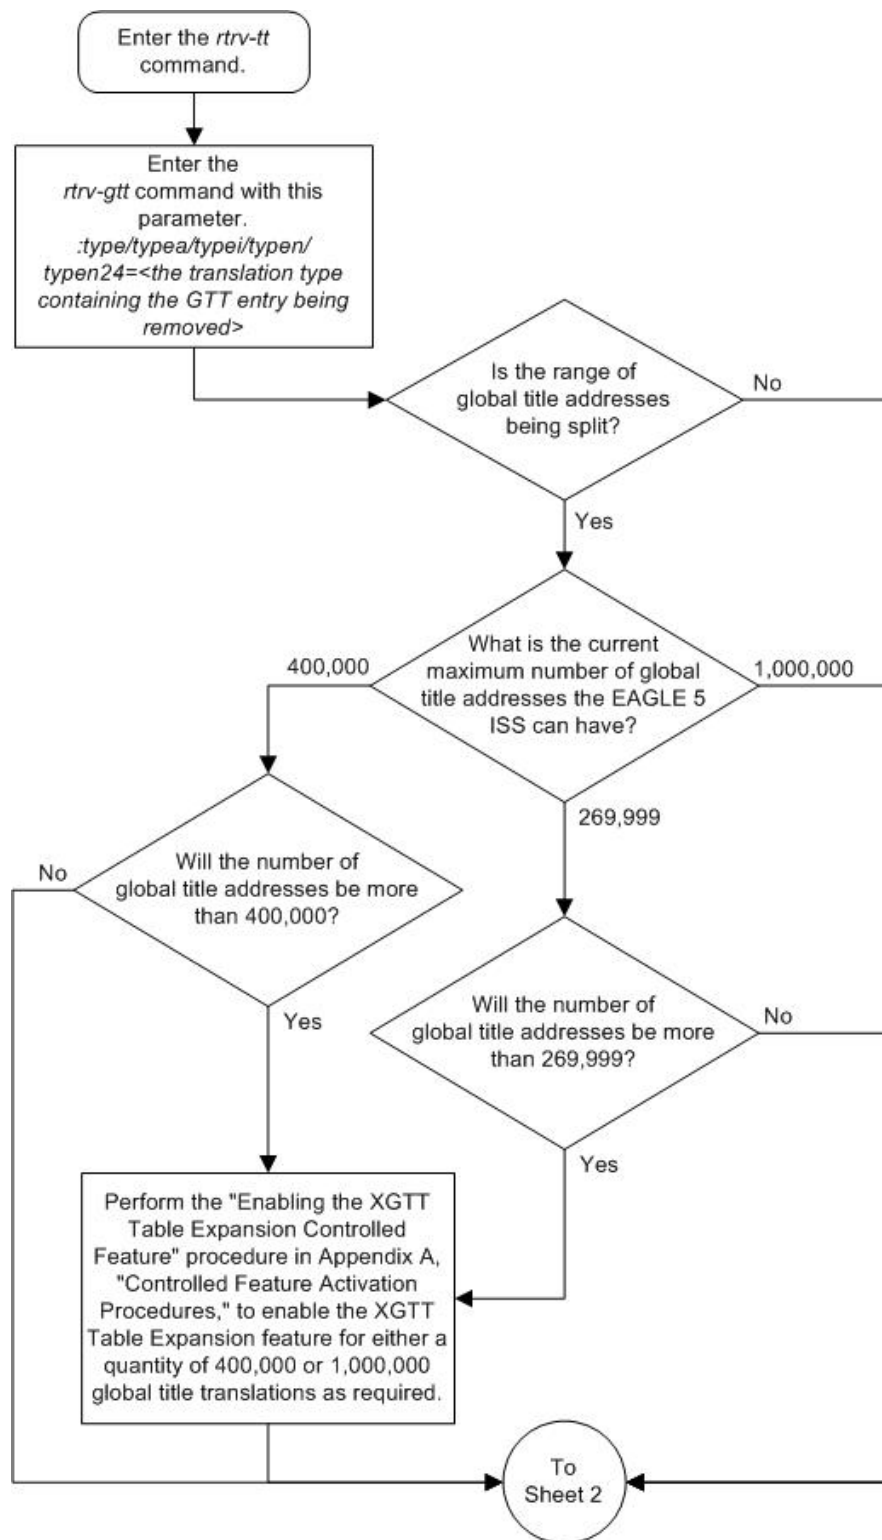 Enter the rtrv-tt
command.
Enter the
rtrv-gtt command with this
parameter.
:type/typea/typei/typen/
typen24=<the translation type
containing the GTT entry being
removed>
Is the range of
global title addresses
being split?
No
Yes
What is the current
maximum number of global
title addresses the EAGLE 5
ISS can have?
400,000
1,000,000
269,999
Will the number of
global title addresses be more
than 400,000?
No
Yes
Will the number of
global title addresses be more
than 269,999?
No
Yes
Perform the "Enabling the XGTT
Table Expansion Controlled
Feature" procedure in Appendix A,
"Controlled Feature Activation
Procedures," to enable the XGTT
Table Expansion feature for either a
quantity of 400,000 or 1,000,000
global title translations as required.
To
Sheet 2